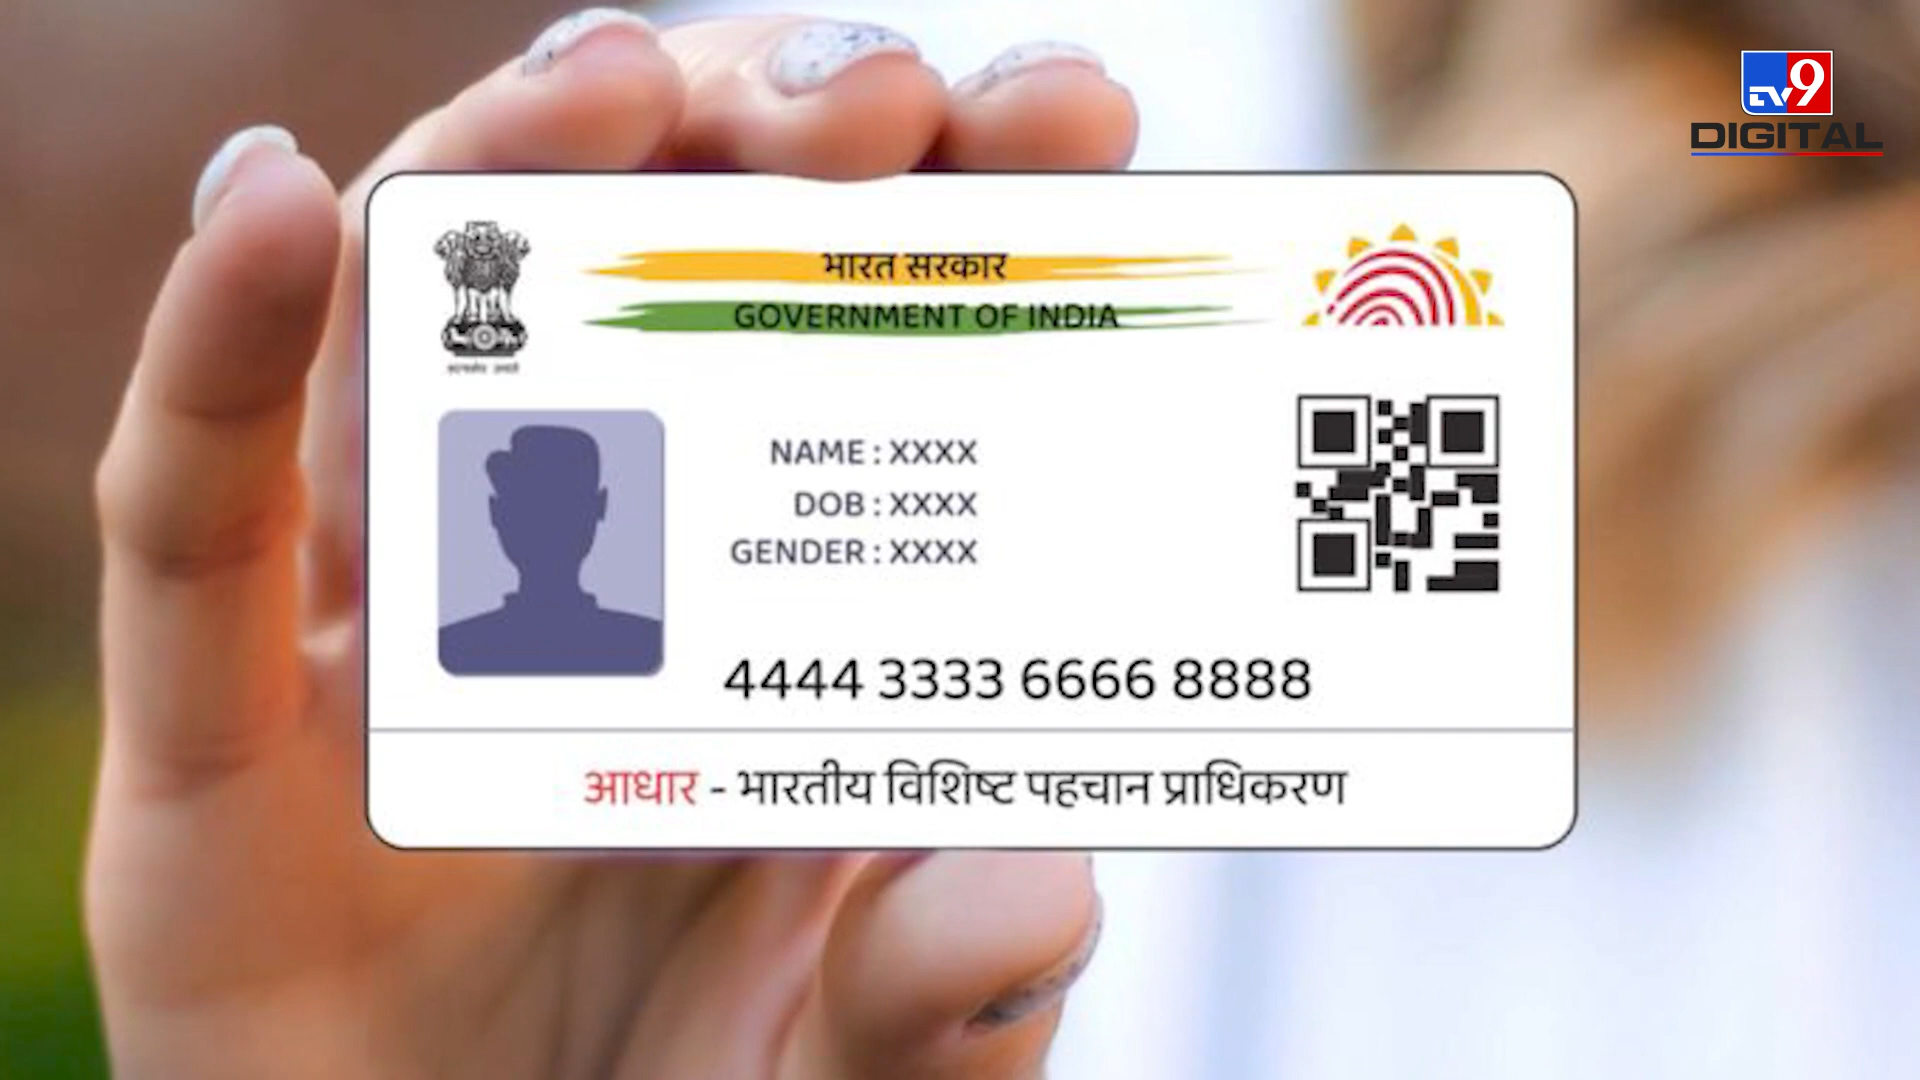 TV9
DIGITAL
भारत सरकार
GOVERNMENT OF INDIA
NAME : XXXX
DOB : XXXX
GENDER : XXXX
4444 3333 6666 8888
आधार - भारतीय विशिष्ट पहचान प्राधिकरण